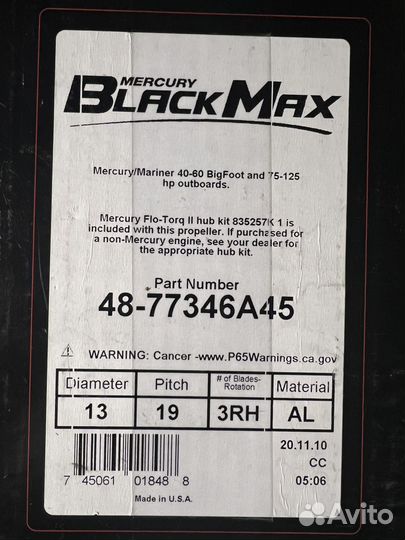 MERCURY
BLACKMAX
Mercury/Mariner 40-60 BigFoot and 75-125
hp outboards.
Mercury Flo-Torq II hub kit 835257K 1 is
included with this propeller. If purchased for
a non-Mercury engine, see your dealer for
the appropriate hub kit.
Part Number
48-77346A45
WARNING: Cancer -www.P65Warnings.ca.gov
Diameter Pitch # of Blades- Material
Rotation
13 19 3RH AL
20.11.10
CC
7 45061 01848 8 05:06
Made in U.S.A.
Avito